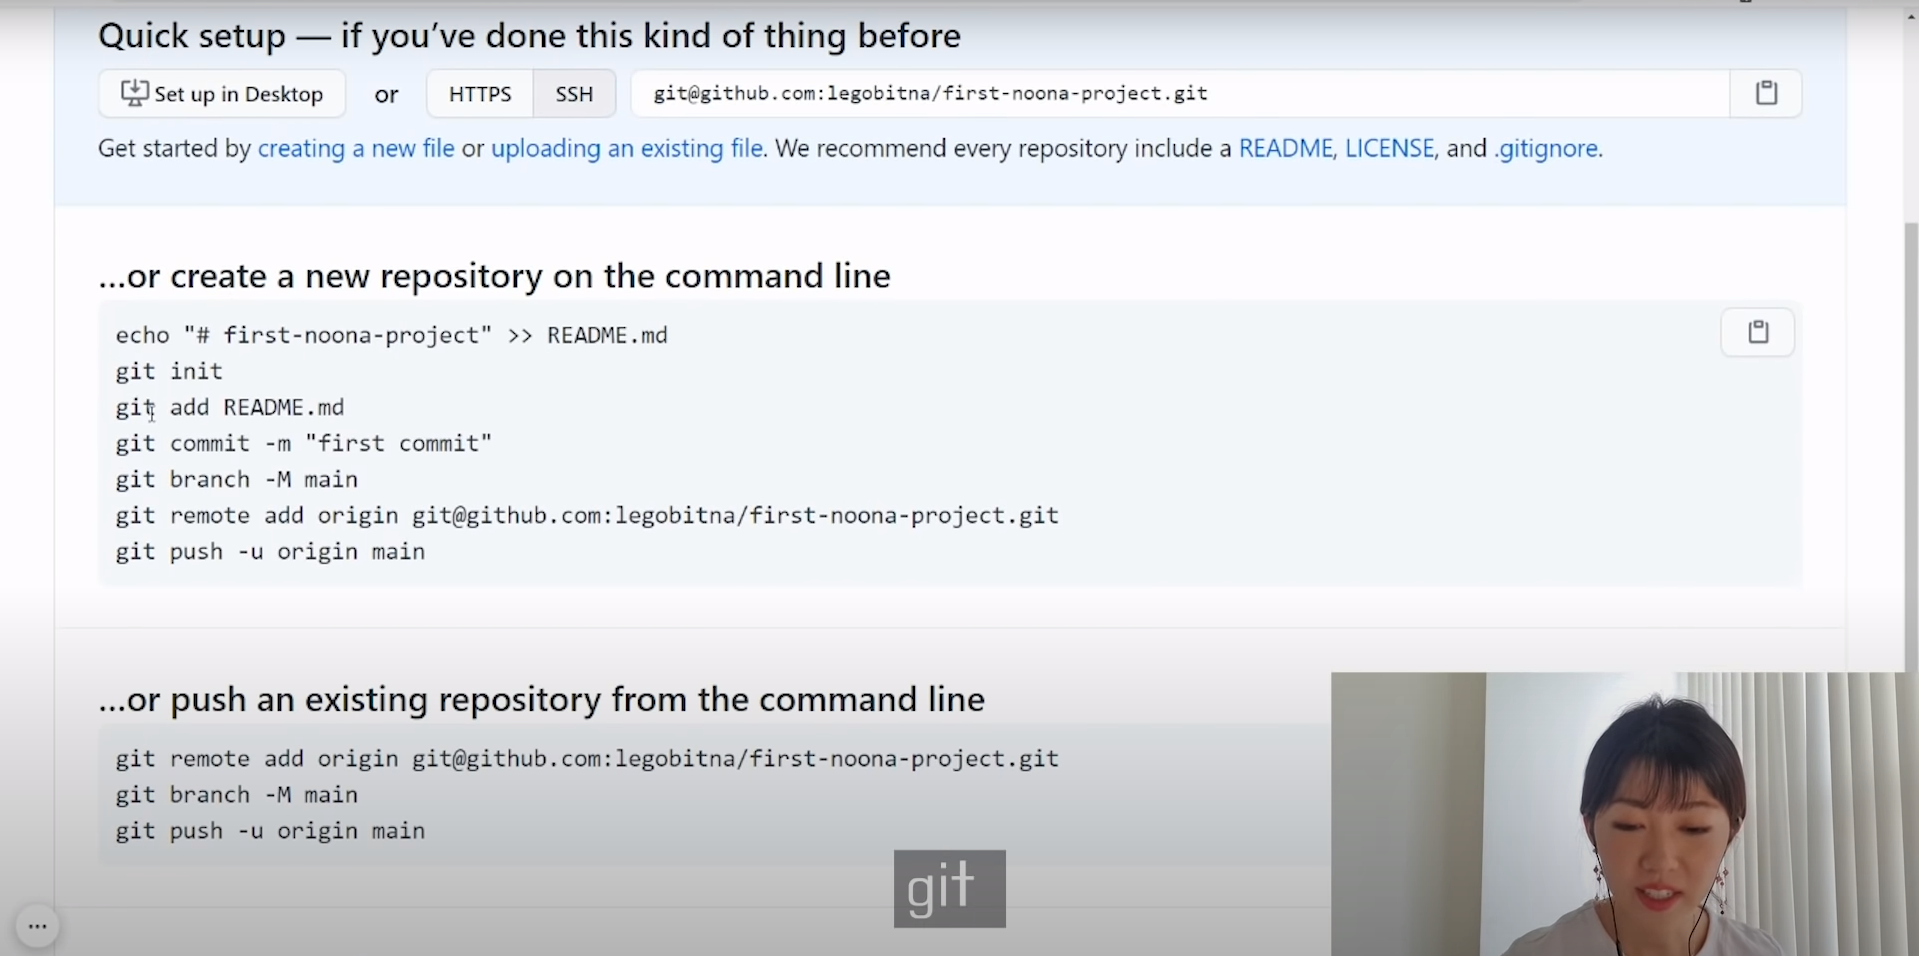 Quick setup — if you’ve done this kind of thing before
Set up in Desktop or HTTPS SSH git@github.com:legobitna/first-noona-project.git
Get started by creating a new file or uploading an existing file. We recommend every repository include a README, LICENSE, and .gitignore.
…or create a new repository on the command line
echo "# first-noona-project" >> README.md
git init
git add README.md
git commit -m "first commit"
git branch -M main
git remote add origin git@github.com:legobitna/first-noona-project.git
git push -u origin main
…or push an existing repository from the command line
git remote add origin git@github.com:legobitna/first-noona-project.git
git branch -M main
git push -u origin main
git